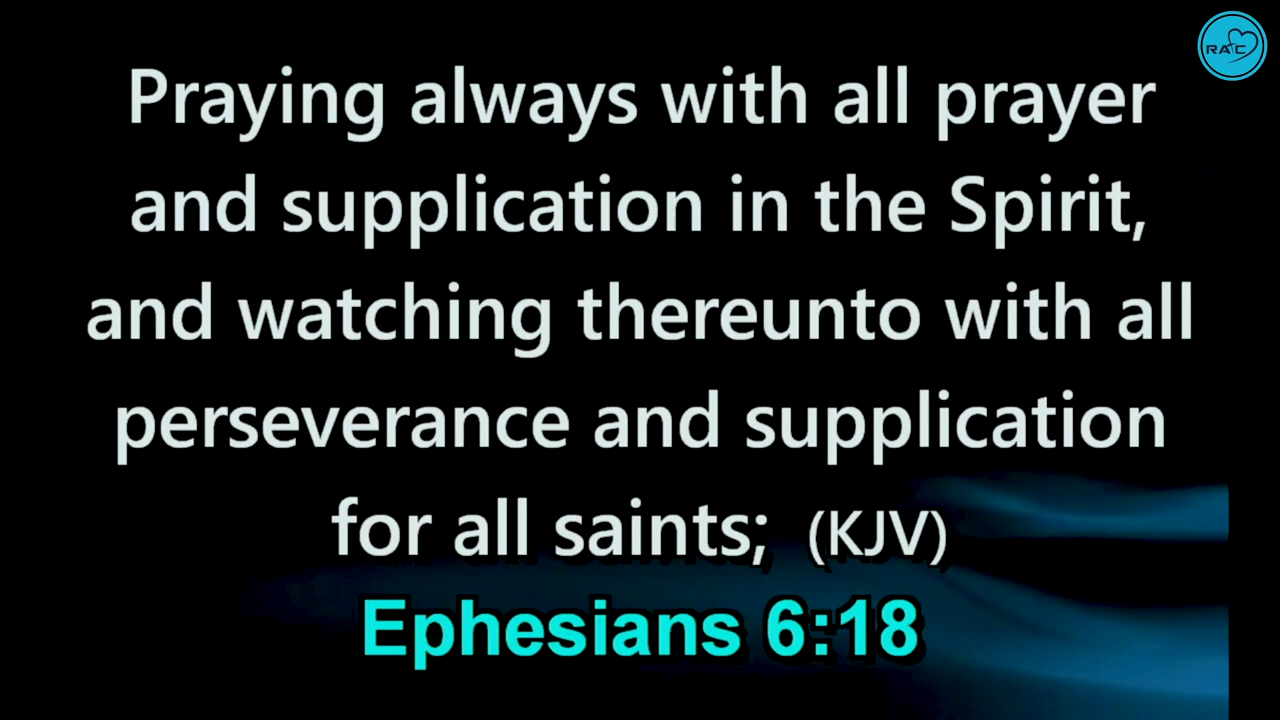 RAC
Praying always with all prayer
and supplication in the Spirit,
and watching thereunto with all
perseverance and supplication
for all saints; (KJV)
Ephesians 6:18